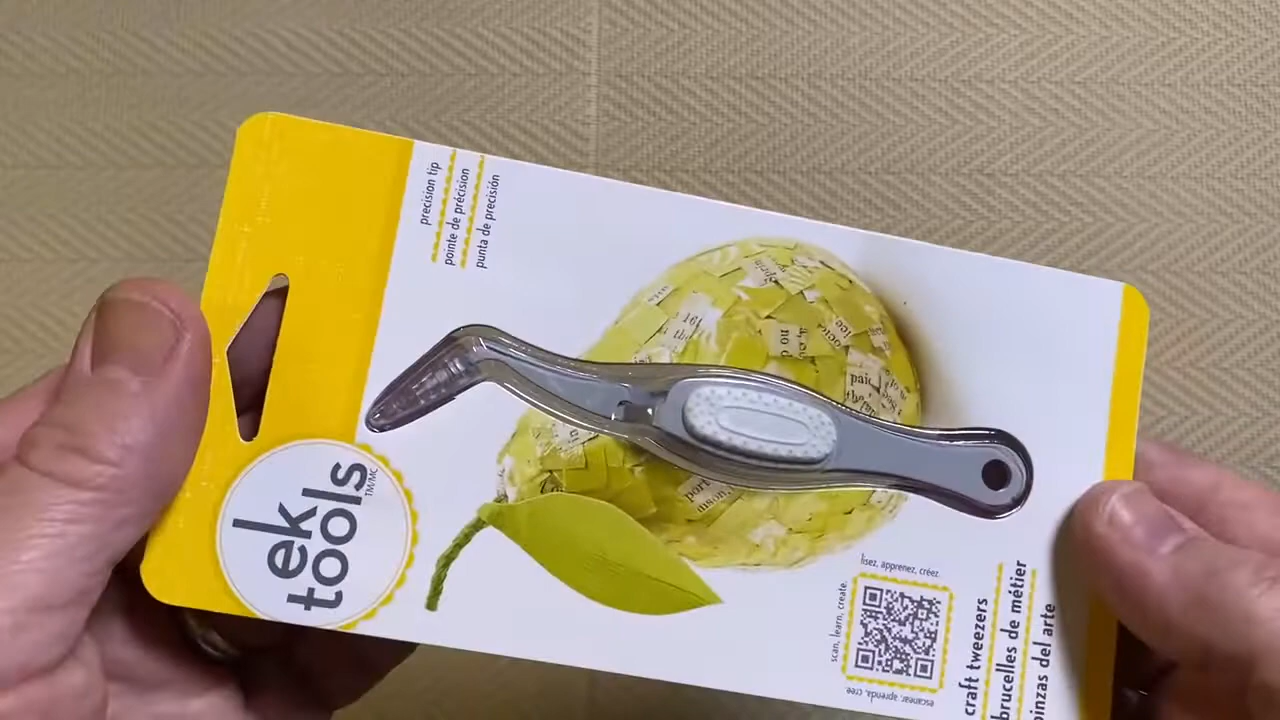 precision tip
pointe de précision
punta de precisión
ek
tools
TM/MC
lisez, apprenez, créez.
scan, learn, create.
escanear, aprenda, cree.
craft tweezers
brucelles de métier
pinzas del arte